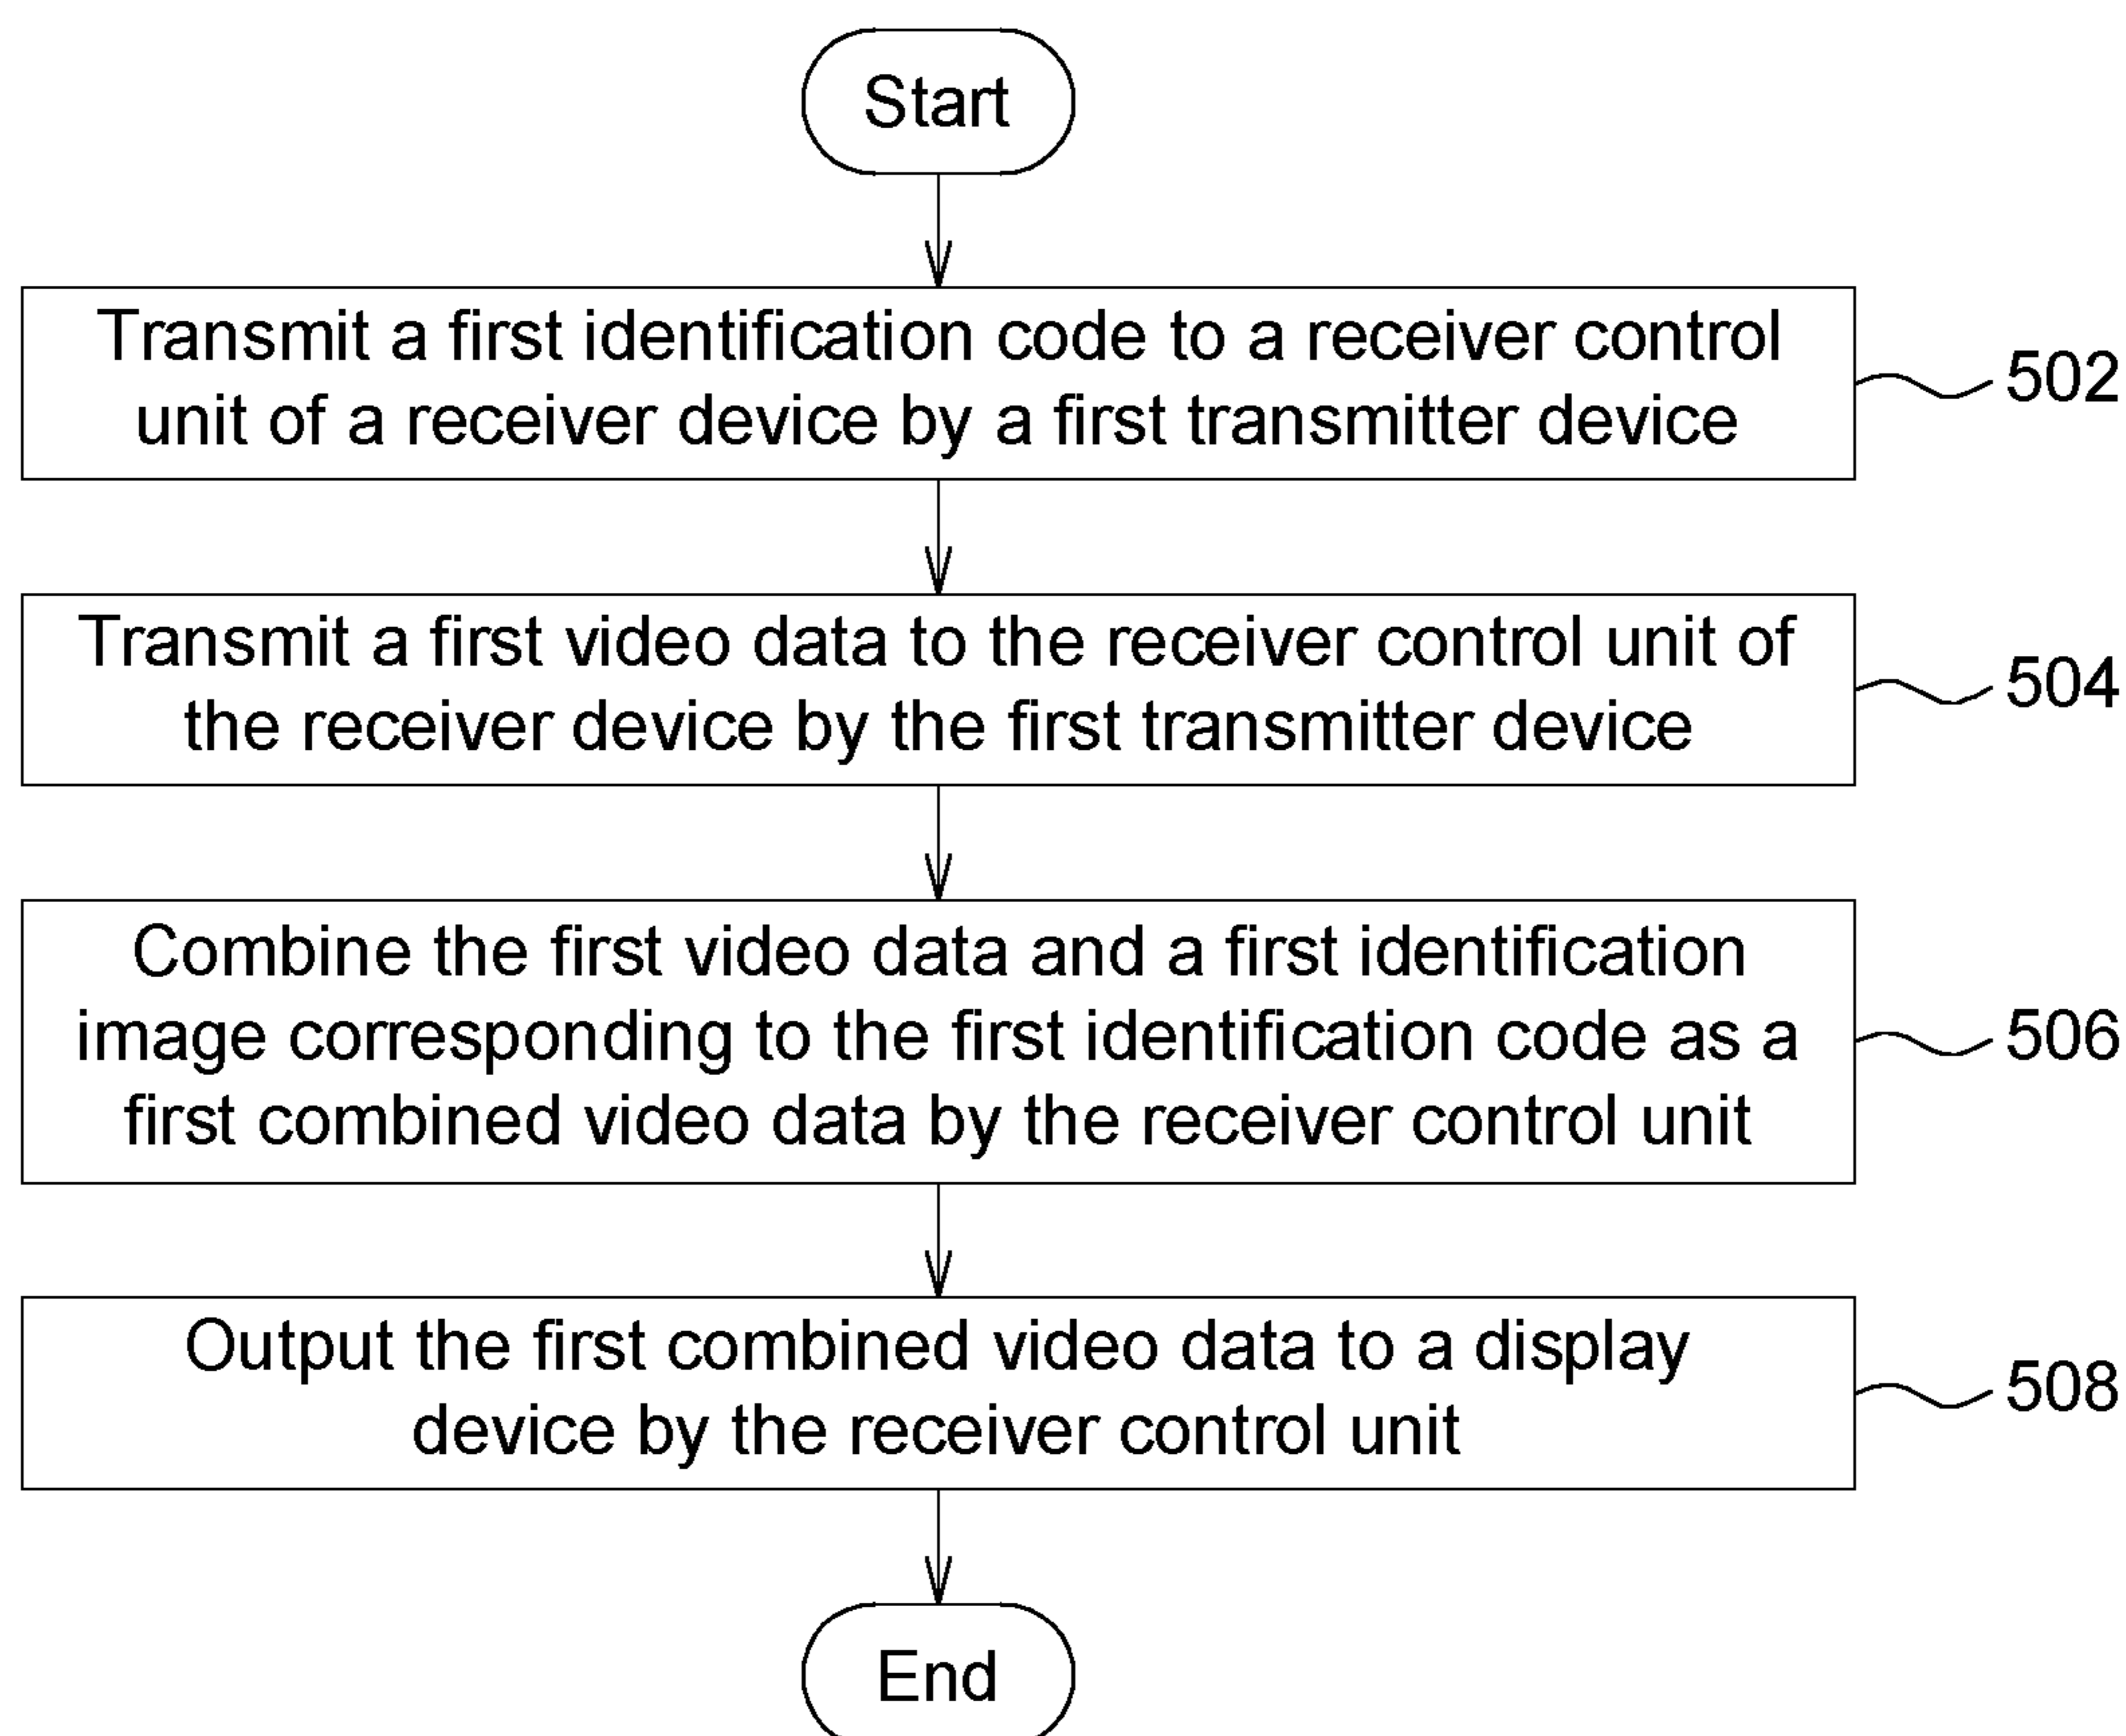 Start
Transmit a first identification code to a receiver control
unit of a receiver device by a first transmitter device
502
Transmit a first video data to the receiver control unit of
the receiver device by the first transmitter device
504
Combine the first video data and a first identification
image corresponding to the first identification code as a
first combined video data by the receiver control unit
506
Output the first combined video data to a display
device by the receiver control unit
508
End